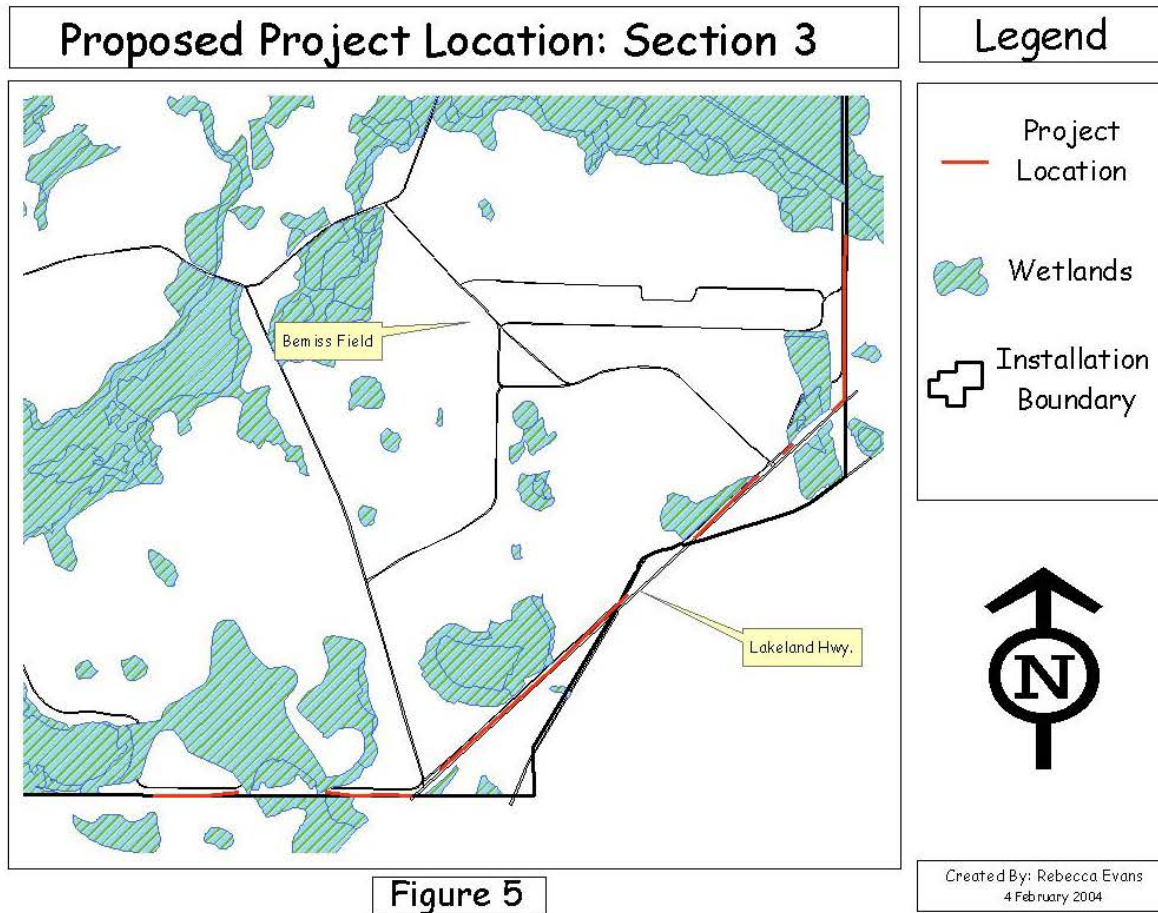 Proposed Project Location: Section 3
Legend
Project
Location
Wetlands
Installation
Boundary
Bemiss Field
Lakeland Hwy.
N
Figure 5
Created By: Rebecca Evans
4 February 2004